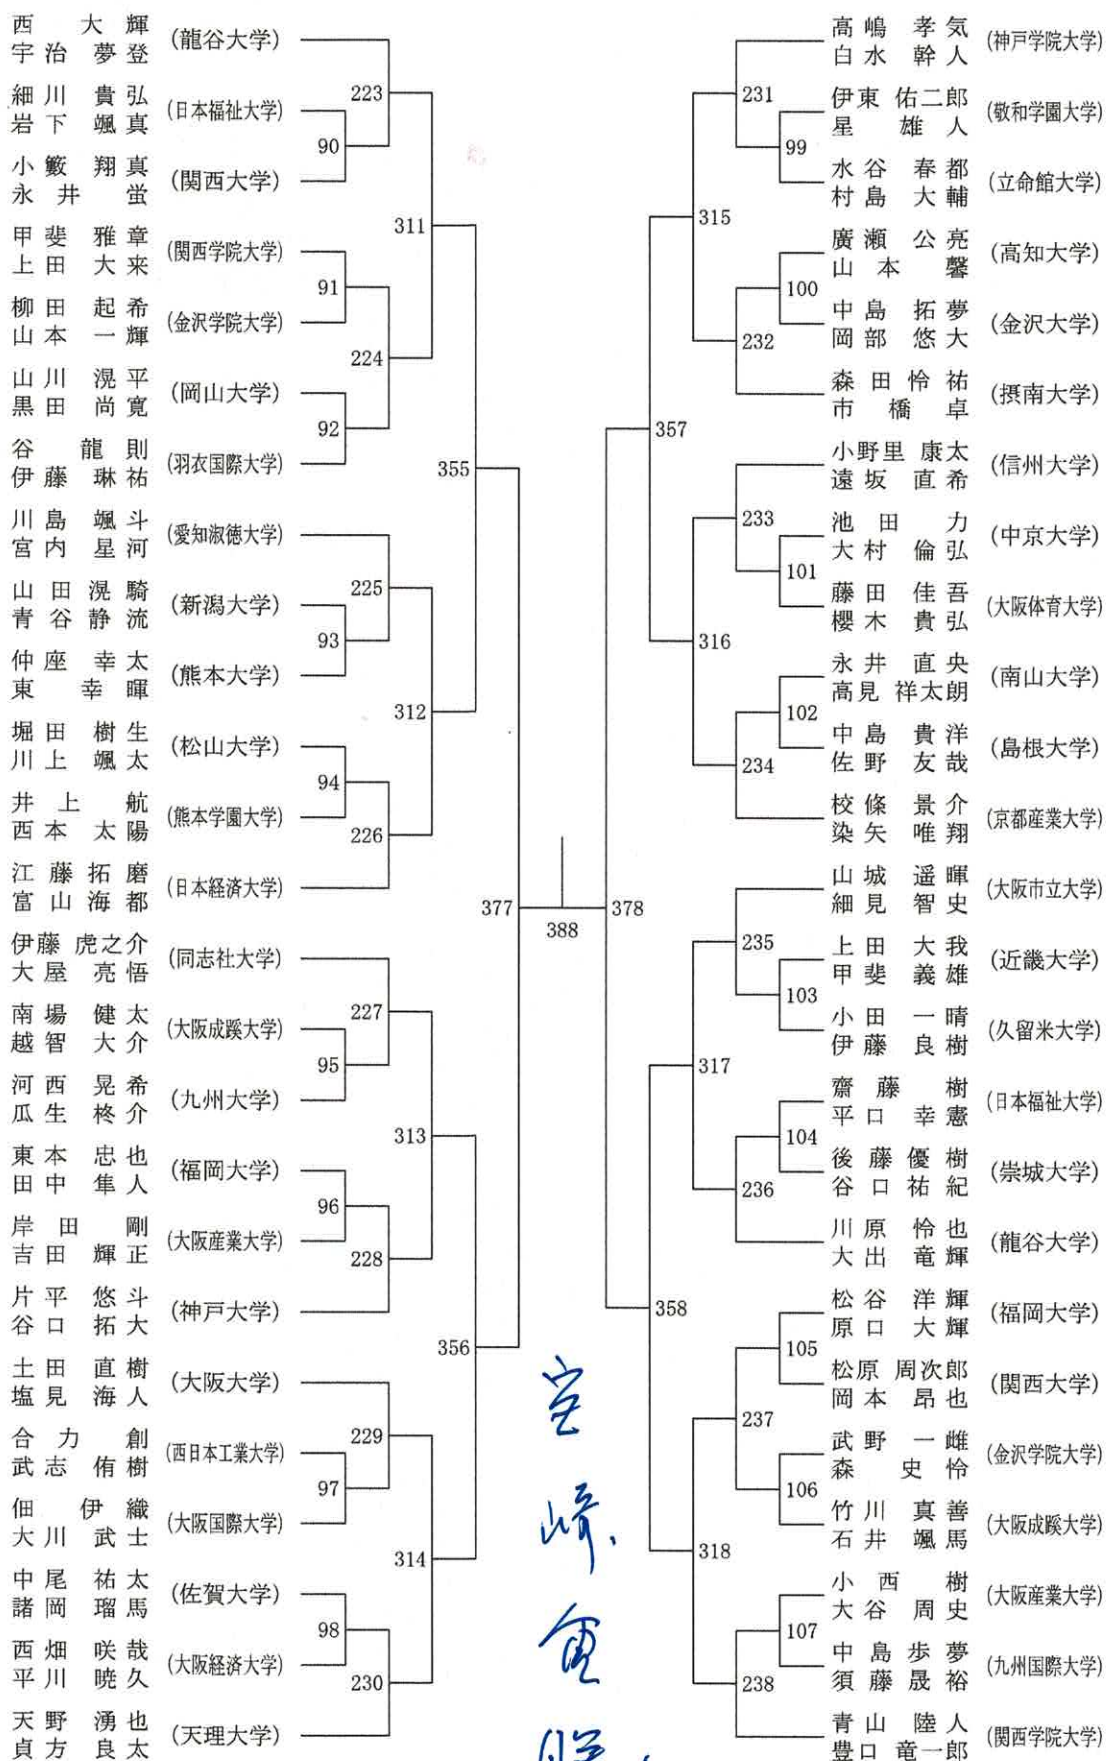 西 大輝
宇治 夢登 (龍谷大学)
223
細川 貴弘
岩下 颯真 (日本福祉大学)
90
小籔 翔真
永井 蛍 (関西大学)
311
甲斐 雅章
上田 大来 (関西学院大学)
91
柳田 起希
山本 一輝 (金沢学院大学)
224
山川 滉平
黒田 尚寛 (岡山大学)
92
谷 龍則
伊藤 琳祐 (羽衣国際大学)
355
川島 颯斗
宮内 星河 (愛知淑徳大学)
225
山田 滉騎
青谷 静流 (新潟大学)
93
仲座 幸太
東 幸暉 (熊本大学)
312
堀田 樹生
川上 颯太 (松山大学)
94
井上 航
西本 太陽 (熊本学園大学)
226
江藤 拓磨
富山 海都 (日本経済大学)
377
388
伊藤 虎之介
大屋 亮悟 (同志社大学)
227
南場 健太
越智 大介 (大阪成蹊大学)
95
河西 晃希
瓜生 柊介 (九州大学)
313
東本 忠也
田中 隼人 (福岡大学)
96
岸田 剛
吉田 輝正 (大阪産業大学)
228
片平 悠斗
谷口 拓大 (神戸大学)
356
土田 直樹
塩見 海人 (大阪大学)
229
合力 創
武志 侑樹 (西日本工業大学)
97
佃 伊織
大川 武士 (大阪国際大学)
314
中尾 祐太
諸岡 瑠馬 (佐賀大学)
98
西畑 咲哉
平川 暁久 (大阪経済大学)
230
天野 湧也
貞方 良太 (天理大学)
高嶋 孝気
白水 幹人 (神戸学院大学)
231
伊東 佑二郎
星 雄人 (敬和学園大学)
99
水谷 春都
村島 大輔 (立命館大学)
315
廣瀬 公亮
山本 馨 (高知大学)
100
中島 拓夢
岡部 悠大 (金沢大学)
232
森田 怜祐
市橋 卓 (摂南大学)
357
小野里 康太
遠坂 直希 (信州大学)
233
池田 力
大村 倫弘 (中京大学)
101
藤田 佳吾
櫻木 貴弘 (大阪体育大学)
316
永井 直央
高見 祥太朗 (南山大学)
102
中島 貴洋
佐野 友哉 (島根大学)
234
校條 景介
染矢 唯翔 (京都産業大学)
378
山城 遥暉
細見 智史 (大阪市立大学)
235
上田 大我
甲斐 義雄 (近畿大学)
103
小田 一晴
伊藤 良樹 (久留米大学)
317
齋藤 樹
平口 幸憲 (日本福祉大学)
104
後藤 優樹
谷口 祐紀 (崇城大学)
236
川原 怜也
大出 竜輝 (龍谷大学)
358
松谷 洋輝
原口 大輝 (福岡大学)
105
松原 周次郎
岡本 昂也 (関西大学)
237
武野 一雄
森 史怜 (金沢学院大学)
106
竹川 真善
石井 颯馬 (大阪成蹊大学)
318
小西 樹
大谷 周史 (大阪産業大学)
107
中島 歩夢
須藤 晟裕 (九州国際大学)
238
青山 陸人
豊口 竜一郎 (関西学院大学)